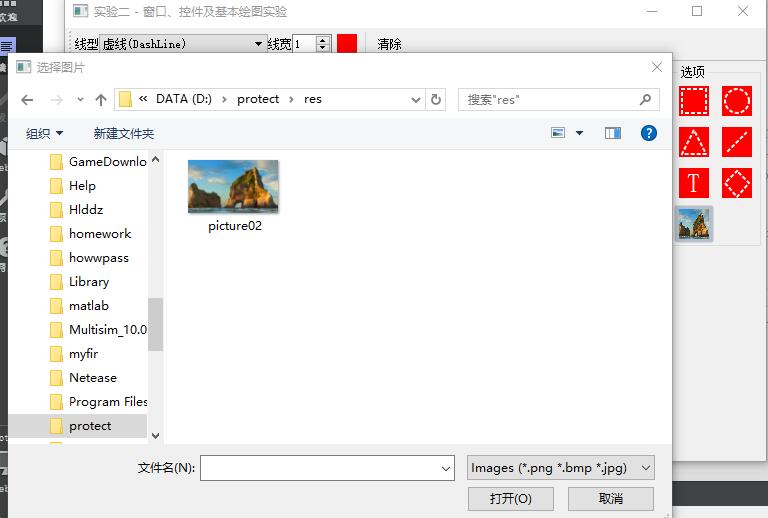 实验二 - 窗口、控件及基本绘图实验
线型 虚线(DashLine) 线宽 1 清除
选择图片
« DATA (D:) › protect › res
搜索"res"
组织 新建文件夹
选项
T
GameDownlo
Help
Hlddz
homework
howwpass
Library
matlab
Multisim_10.0
myfir
Netease
Program Files
protect
picture02
文件名(N):
Images (*.png *.bmp *.jpg)
打开(O) 取消